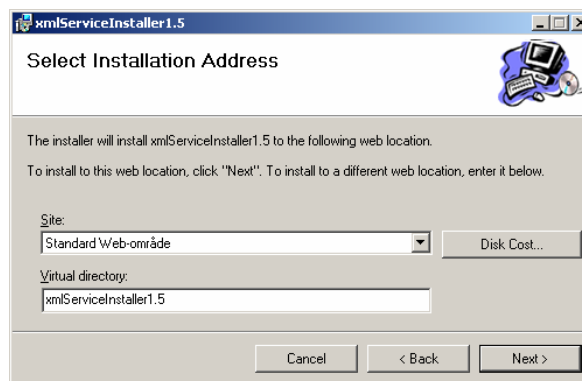 xmlServiceInstaller1.5
Select Installation Address
The installer will install xmlServiceInstaller1.5 to the following web location.
To install to this web location, click "Next". To install to a different web location, enter it below.
Site:
Standard Web-område
Disk Cost...
Virtual directory:
xmlServiceInstaller1.5
Cancel
< Back
Next >